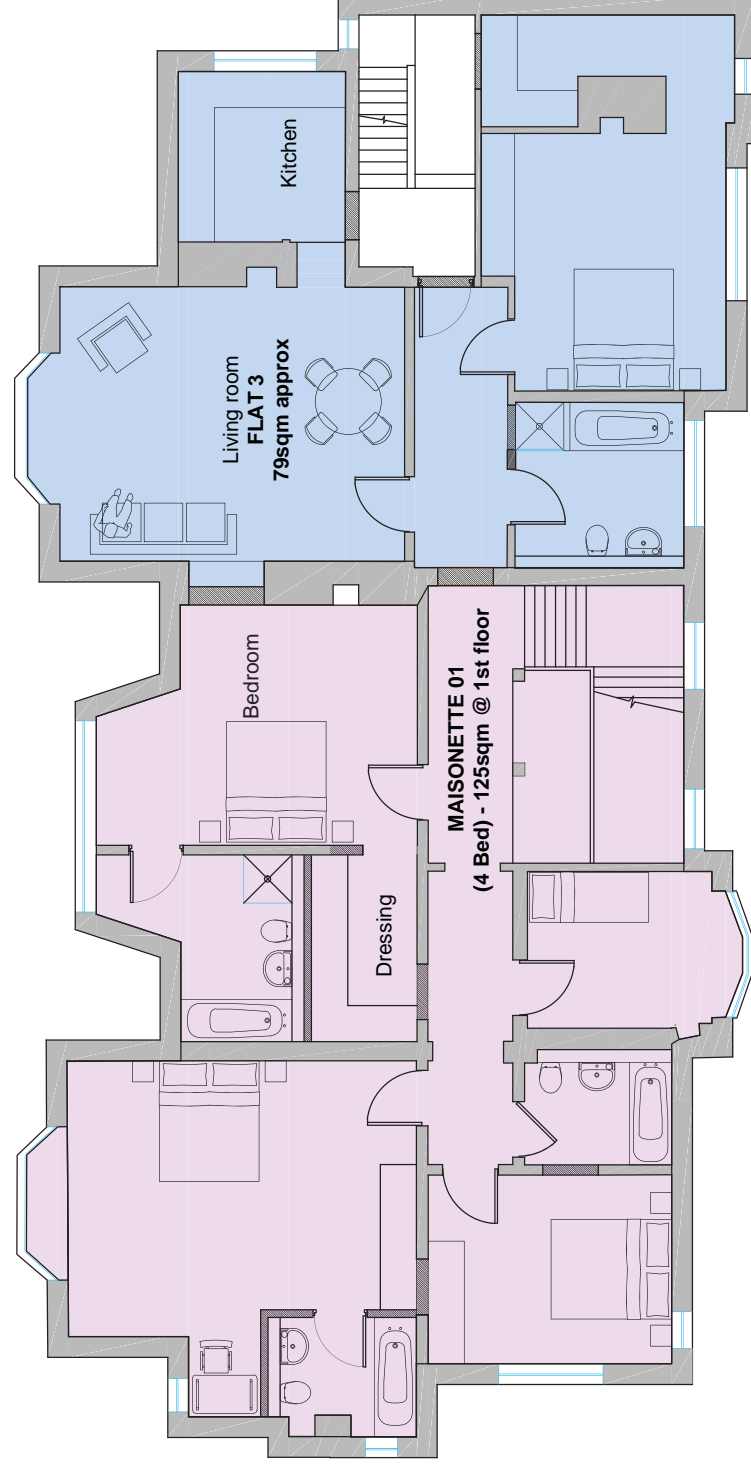 Kitchen
Living room
FLAT 3
79sqm approx
Bedroom
MAISONETTE 01
(4 Bed) - 125sqm @ 1st floor
Dressing